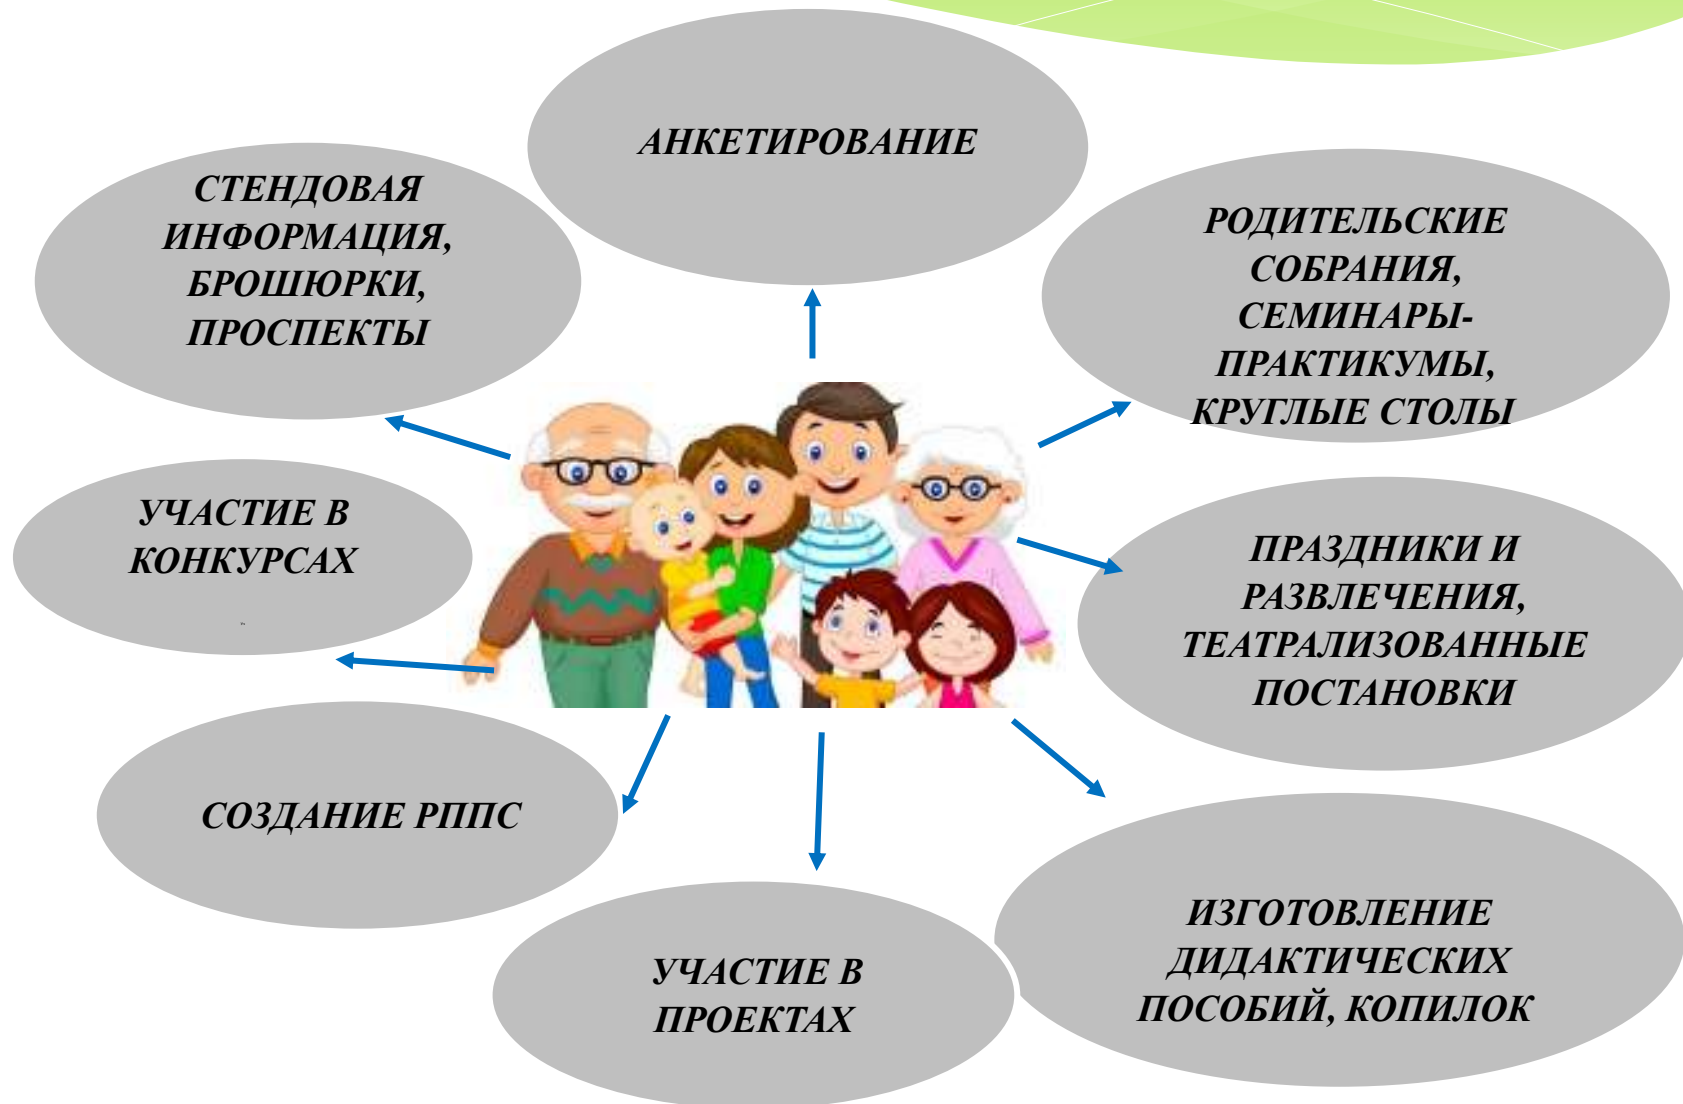 АНКЕТИРОВАНИЕ
СТЕНДОВАЯ
ИНФОРМАЦИЯ,
БРОШЮРКИ,
ПРОСПЕКТЫ
РОДИТЕЛЬСКИЕ
СОБРАНИЯ,
СЕМИНАРЫ-
ПРАКТИКУМЫ,
КРУГЛЫЕ СТОЛЫ
УЧАСТИЕ В
КОНКУРСАХ
ПРАЗДНИКИ И
РАЗВЛЕЧЕНИЯ,
ТЕАТРАЛИЗОВАННЫЕ
ПОСТАНОВКИ
СОЗДАНИЕ РППС
ИЗГОТОВЛЕНИЕ
ДИДАКТИЧЕСКИХ
ПОСОБИЙ, КОПИЛОК
УЧАСТИЕ В
ПРОЕКТАХ